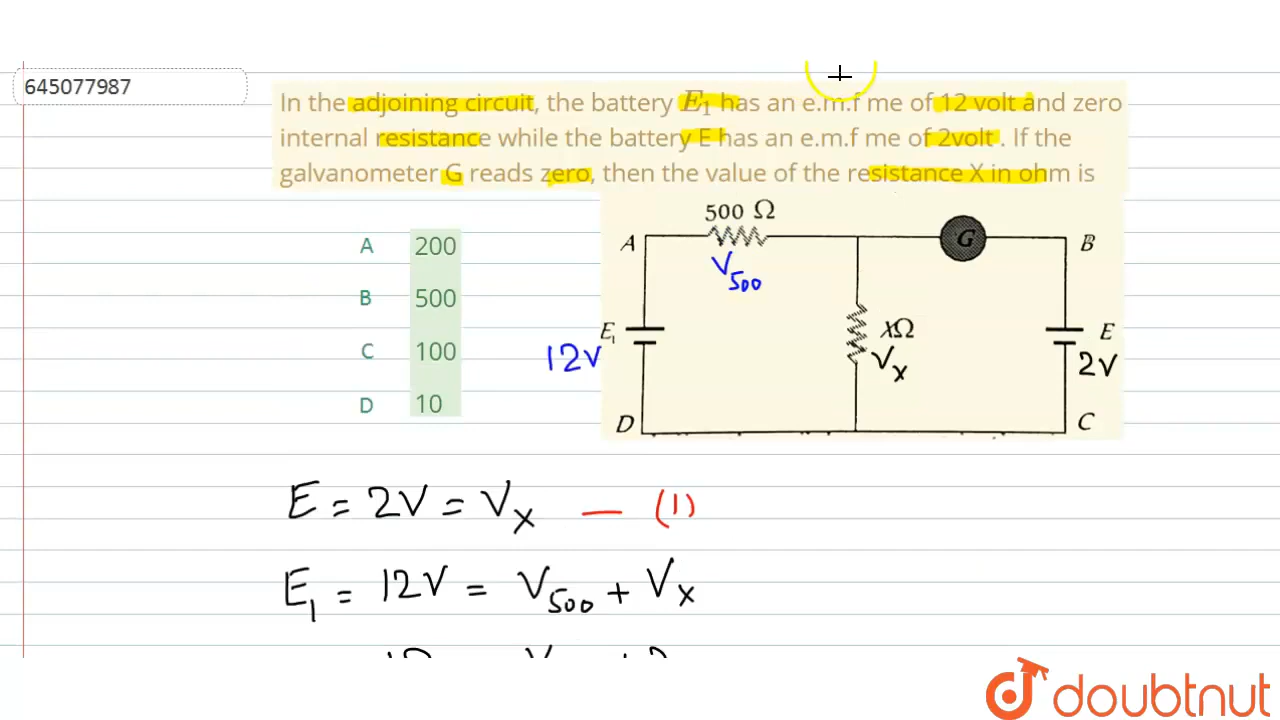 645077987
In the adjoining circuit, the battery E₁ has an e.m.f me of 12 volt and zero
internal resistance while the battery E has an e.m.f me of 2volt . If the
galvanometer G reads zero, then the value of the resistance X in ohm is
500 Ω
A 200
A
G
B
V₅₀₀
B 500
E₁
XΩ
E
C 100
12V
Vₓ
2V
D 10
D
C
E = 2V = Vₓ — (1)
E₁ = 12V = V₅₀₀ + Vₓ
doubtnut